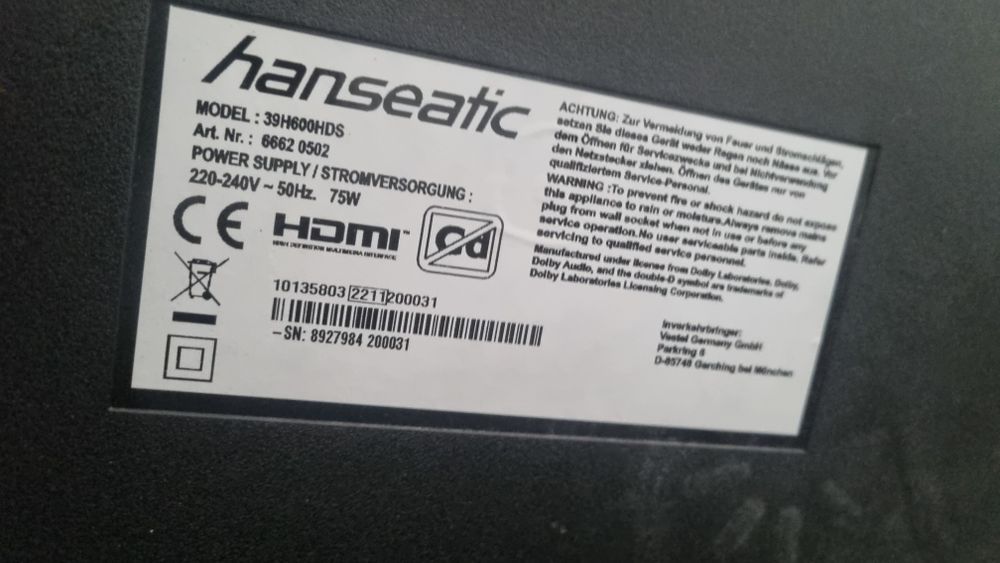 hanseatic
MODEL : 39H600HDS
Art. Nr. : 6662 0502
POWER SUPPLY / STROMVERSORGUNG :
220-240V ~ 50Hz. 75W
CE
HDMI™
HIGH DEFINITION MULTIMEDIA INTERFACE
Cd
10135803 2211200031
-SN: 8927984 200031
ACHTUNG: Zur Vermeidung von Feuer und Stromschlägen,
setzen Sie dieses Gerät weder Regen noch Nässe aus. Vor
dem Öffnen für Servicezwecke und bei Nichtverwendung
den Netzstecker ziehen. Öffnen des Gerätes nur von
qualifiziertem Service-Personal.
WARNING :To prevent fire or shock hazard do not expose
this appliance to rain or moisture.Always remove mains
plug from wall socket when not in use or before any
service operation.No user serviceable parts inside. Refer
servicing to qualified service personnel.
Manufactured under license from Dolby Laboratories. Dolby,
Dolby Audio, and the double-D symbol are trademarks of
Dolby Laboratories Licensing Corporation.
Inverkehrbringer:
Vestel Germany GmbH
Parkring 6
D-85748 Garching bei München